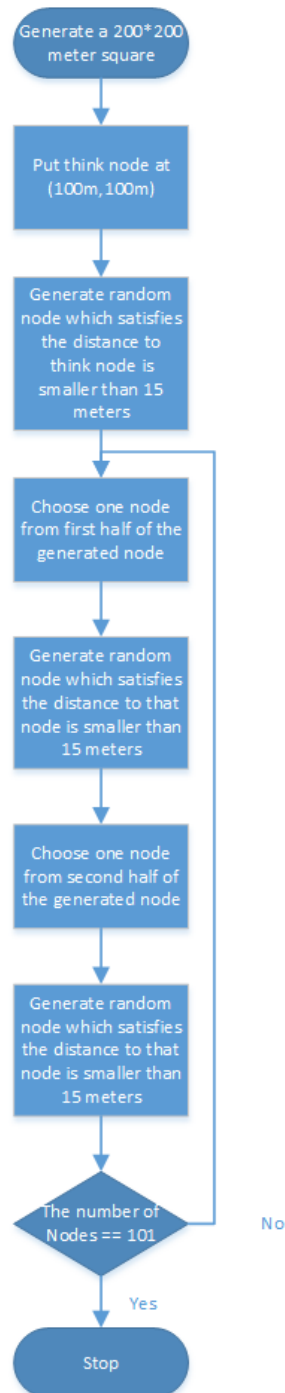 Generate a 200*200
meter square
Put think node at
(100m,100m)
Generate random
node which satisfies
the distance to
think node is
smaller than 15
meters
Choose one node
from first half of the
generated node
Generate random
node which satisfies
the distance to that
node is smaller than
15 meters
Choose one node
from second half of
the generated node
Generate random
node which satisfies
the distance to that
node is smaller than
15 meters
The number of
Nodes == 101
No
Yes
Stop